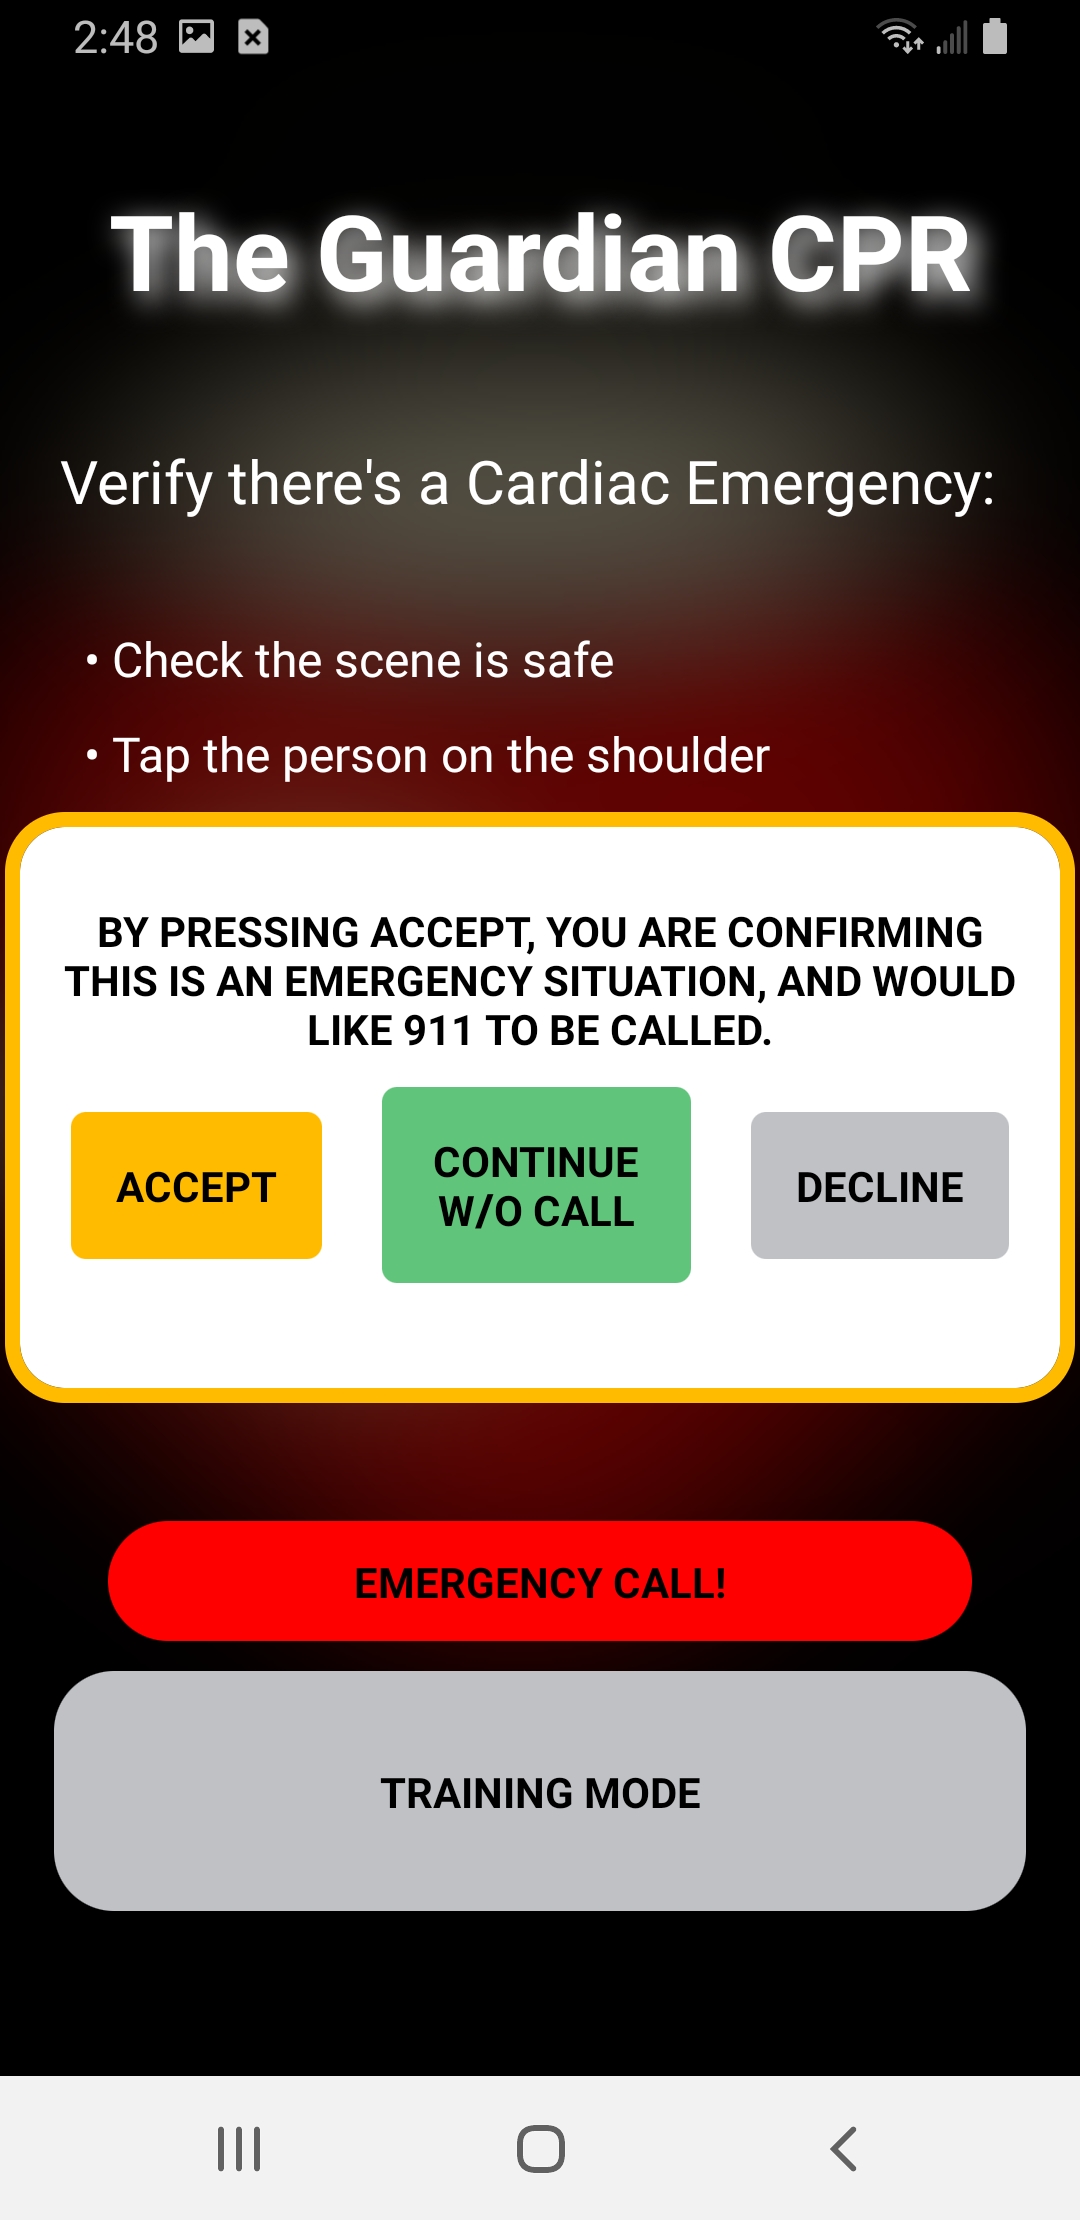 2:48
The Guardian CPR
Verify there's a Cardiac Emergency:
• Check the scene is safe
• Tap the person on the shoulder
BY PRESSING ACCEPT, YOU ARE CONFIRMING
THIS IS AN EMERGENCY SITUATION, AND WOULD
LIKE 911 TO BE CALLED.
ACCEPT
CONTINUE
W/O CALL
DECLINE
EMERGENCY CALL!
TRAINING MODE